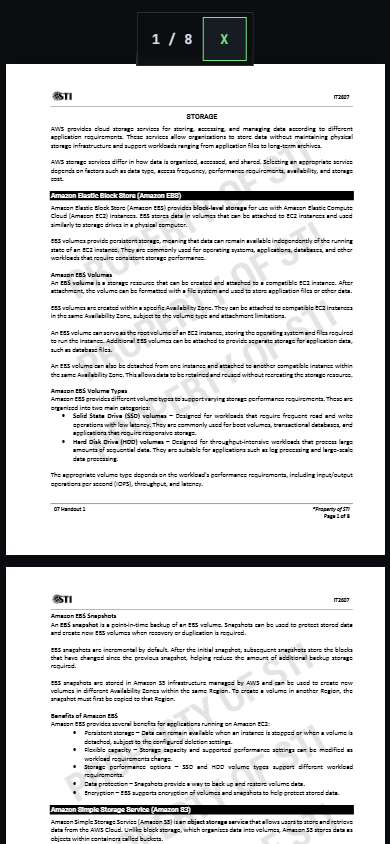 1 / 8 X
STI IT2607
STORAGE
AWS provides cloud storage services for storing, accessing, and managing data according to different
application requirements. These services allow organizations to store data without maintaining physical
storage infrastructure and support workloads ranging from application files to long-term archives.
AWS storage services differ in how data is organized, accessed, and shared. Selecting an appropriate service
depends on factors such as data type, access frequency, performance requirements, availability, and storage
cost.
Amazon Elastic Block Store (Amazon EBS)
Amazon Elastic Block Store (Amazon EBS) provides block-level storage for use with Amazon Elastic Compute
Cloud (Amazon EC2) instances. EBS stores data in volumes that can be attached to EC2 instances and used
similarly to storage drives in a physical computer.
EBS volumes provide persistent storage, meaning that data can remain available independently of the running
state of an EC2 instance. They are commonly used for operating systems, applications, databases, and other
workloads that require consistent storage performance.
Amazon EBS Volumes
An EBS volume is a storage resource that can be created and attached to a compatible EC2 instance. After
attachment, the volume can be formatted with a file system and used to store application files or other data.
EBS volumes are created within a specific Availability Zone. They can be attached to compatible EC2 instances
in the same Availability Zone, subject to the volume type and attachment limitations.
An EBS volume can serve as the root volume of an EC2 instance, storing the operating system and files required
to run the instance. Additional EBS volumes can be attached to provide separate storage for application data,
such as database files.
An EBS volume can also be detached from one instance and attached to another compatible instance within
the same Availability Zone. This allows data to be retained and reused without recreating the storage resource.
Amazon EBS Volume Types
Amazon EBS provides different volume types to support varying storage performance requirements. These are
organized into two main categories:
• Solid State Drive (SSD) volumes – Designed for workloads that require frequent read and write
operations with low latency. They are commonly used for boot volumes, transactional databases, and
applications that require responsive storage.
• Hard Disk Drive (HDD) volumes – Designed for throughput-intensive workloads that process large
amounts of sequential data. They are suitable for applications such as log processing and large-scale
data processing.
The appropriate volume type depends on the workload's performance requirements, including input/output
operations per second (IOPS), throughput, and latency.
07 Handout 1 *Property of STI
Page 1 of 8
STI IT2607
Amazon EBS Snapshots
An EBS snapshot is a point-in-time backup of an EBS volume. Snapshots can be used to protect stored data
and create new EBS volumes when recovery or duplication is required.
EBS snapshots are incremental by default. After the initial snapshot, subsequent snapshots store the blocks
that have changed since the previous snapshot, helping reduce the amount of additional backup storage
required.
EBS snapshots are stored in Amazon S3 infrastructure managed by AWS and can be used to create new
volumes in different Availability Zones within the same Region. To create a volume in another Region, the
snapshot must first be copied to that Region.
Benefits of Amazon EBS
Amazon EBS provides several benefits for applications running on Amazon EC2:
• Persistent storage – Data can remain available when an instance is stopped or when a volume is
detached, subject to the configured deletion settings.
• Flexible capacity – Storage capacity and supported performance settings can be modified as
workload requirements change.
• Storage performance options – SSD and HDD volume types support different workload
requirements.
• Data protection – Snapshots provide a way to back up and restore volume data.
• Encryption – EBS supports encryption of volumes and snapshots to help protect stored data.
Amazon Simple Storage Service (Amazon S3)
Amazon Simple Storage Service (Amazon S3) is an object storage service that allows users to store and retrieve
data from the AWS Cloud. Unlike block storage, which organizes data into volumes, Amazon S3 stores data as
objects within containers called buckets.